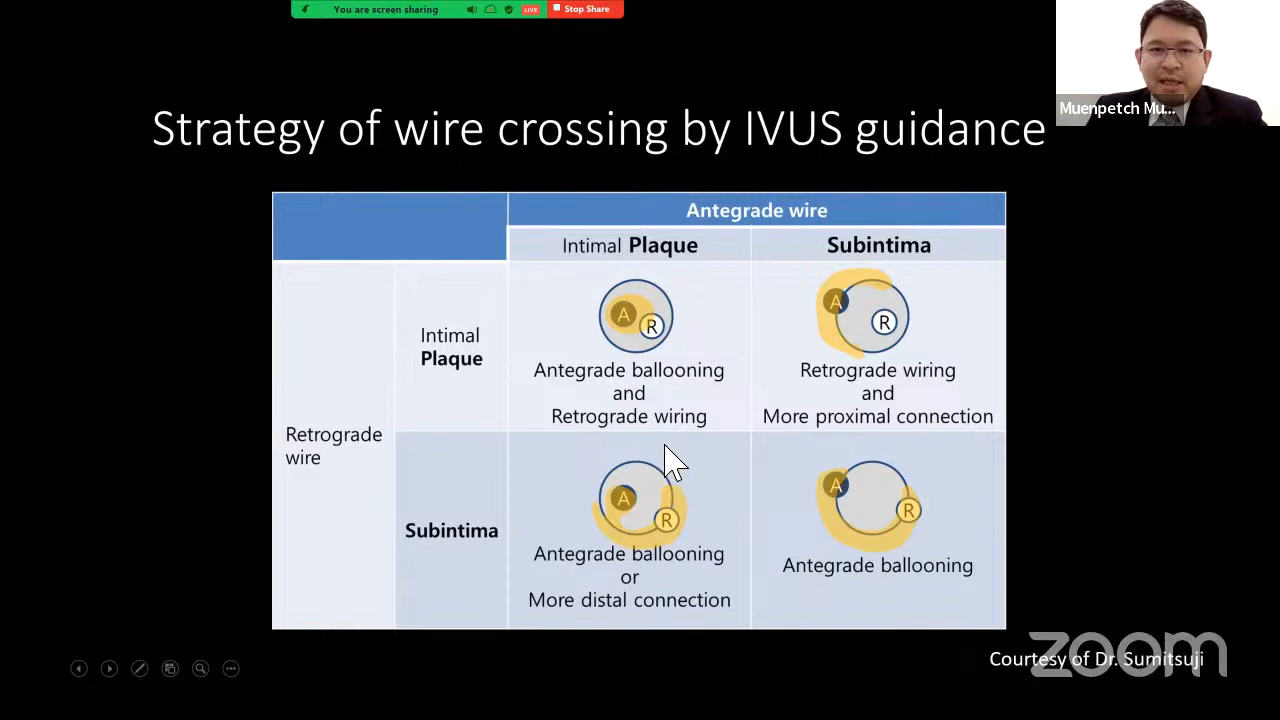 You are screen sharing
LIVE
Stop Share
Muenpetch Mu...
Strategy of wire crossing by IVUS guidance
Antegrade wire
Intimal Plaque
Subintima
Retrograde
wire
Intimal
Plaque
A
R
Antegrade ballooning
and
Retrograde wiring
A
R
Retrograde wiring
and
More proximal connection
Subintima
A
R
Antegrade ballooning
or
More distal connection
A
R
Antegrade ballooning
Courtesy of Dr. Sumitsuji
zoom